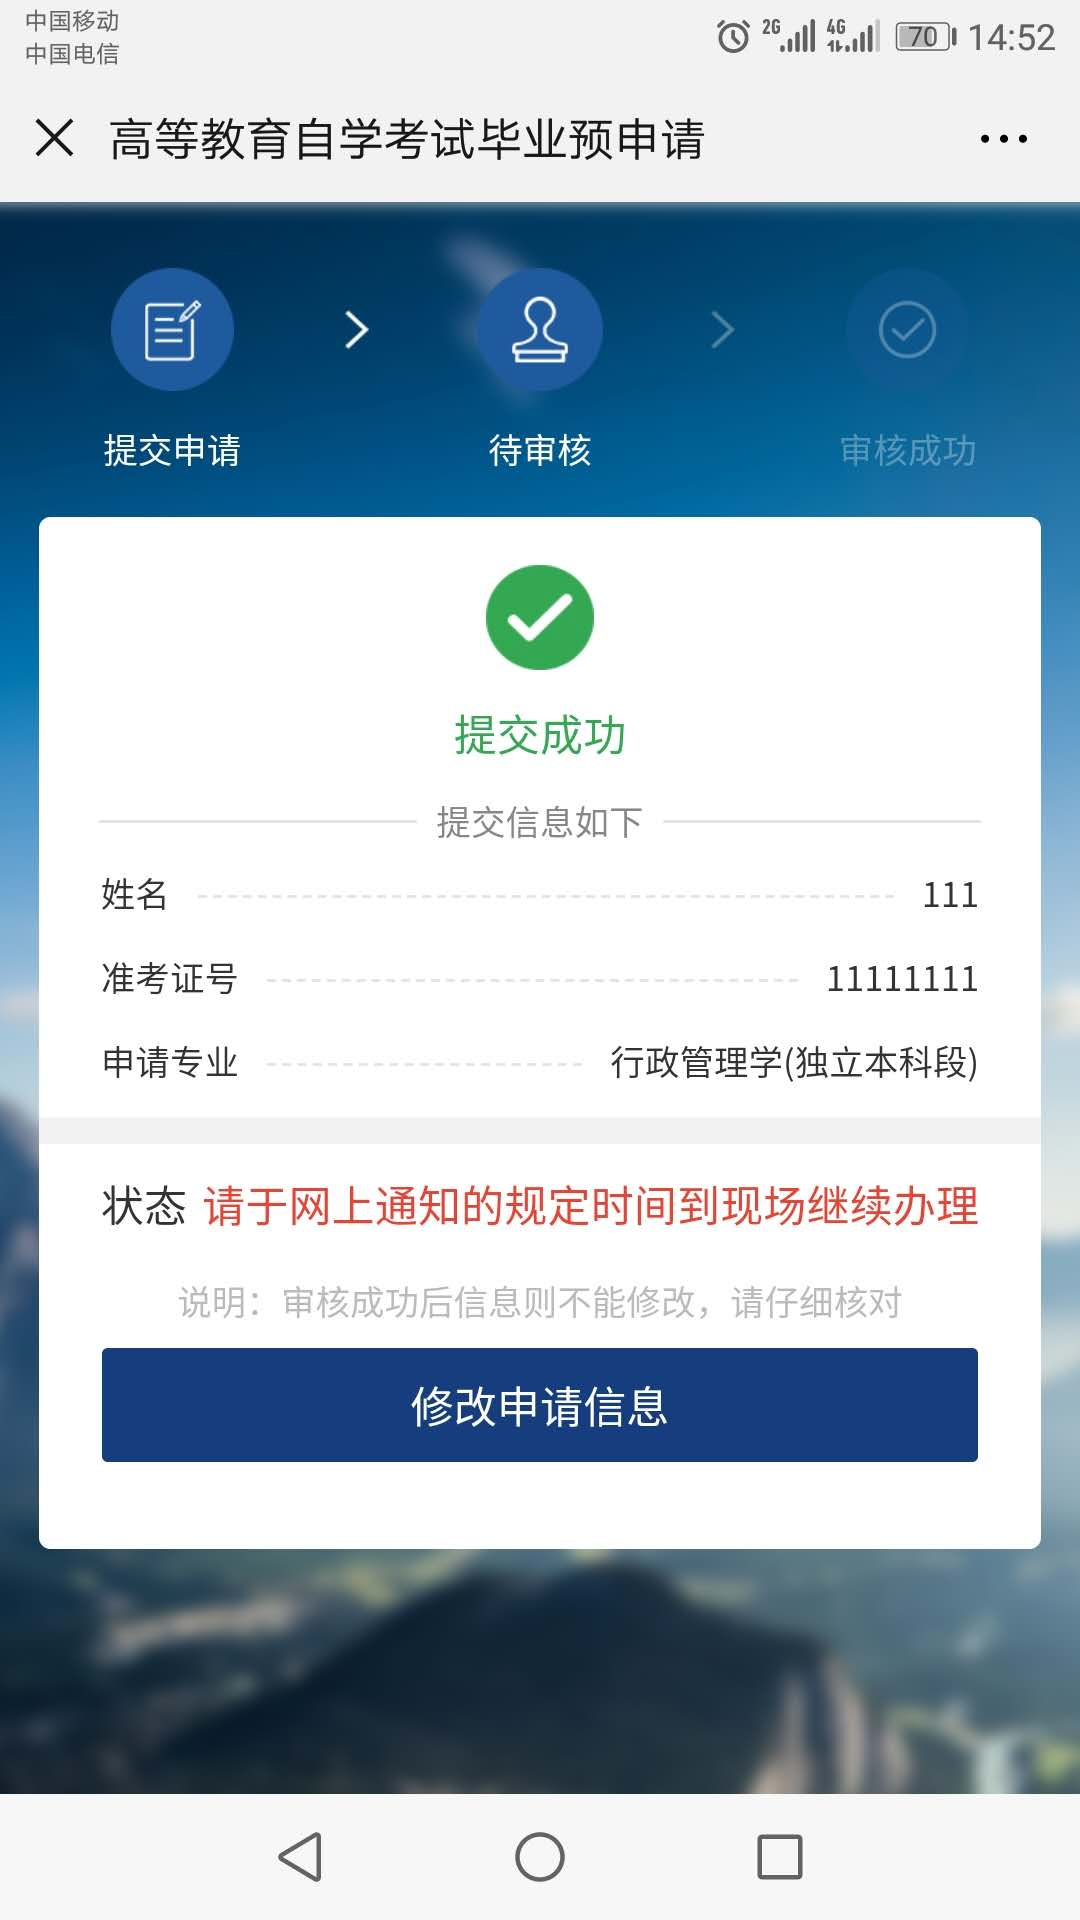 中国移动
中国电信
2G 4G 70 14:52
高等教育自学考试毕业预申请
提交申请 待审核 审核成功
提交成功
提交信息如下
姓名 111
准考证号 11111111
申请专业 行政管理学(独立本科段)
状态 请于网上通知的规定时间到现场继续办理
说明：审核成功后信息则不能修改，请仔细核对
修改申请信息